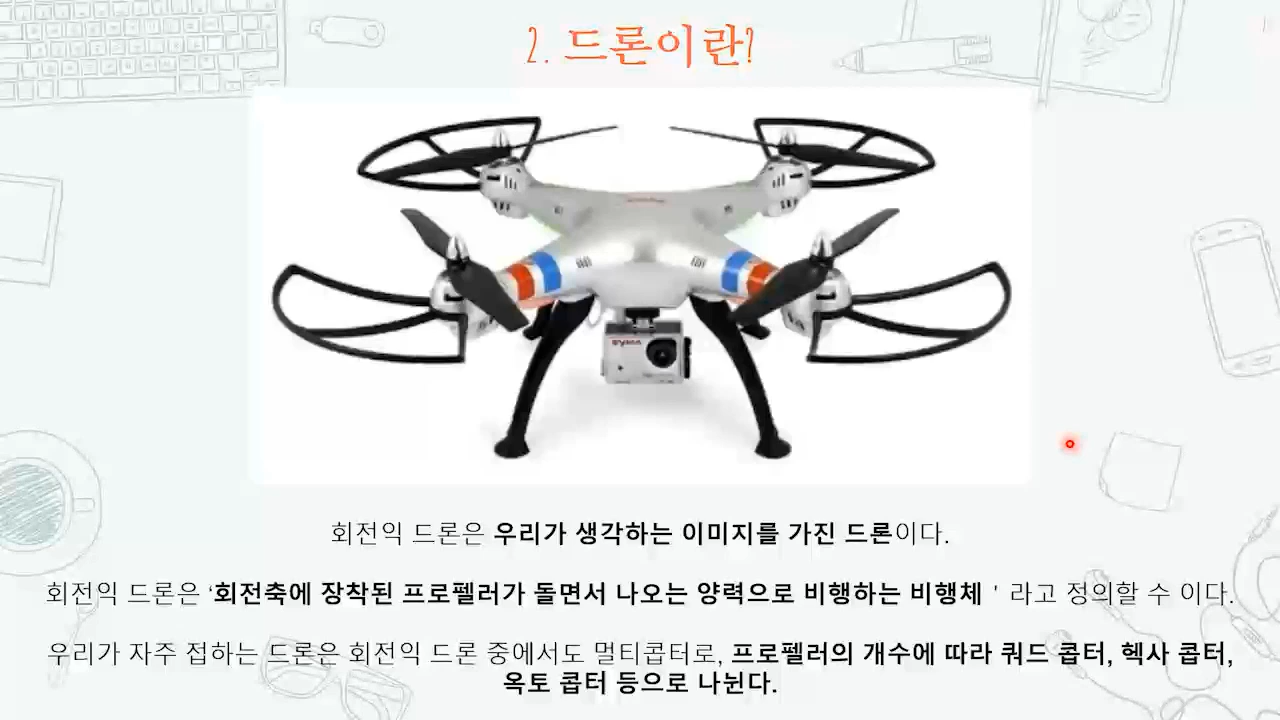 2. 드론이란?
SYMA
회전익 드론은 우리가 생각하는 이미지를 가진 드론이다.
회전익 드론은 '회전축에 장착된 프로펠러가 돌면서 나오는 양력으로 비행하는 비행체 ' 라고 정의할 수 이다.
우리가 자주 접하는 드론은 회전익 드론 중에서도 멀티콥터로, 프로펠러의 개수에 따라 쿼드 콥터, 헥사 콥터,
옥토 콥터 등으로 나뉜다.